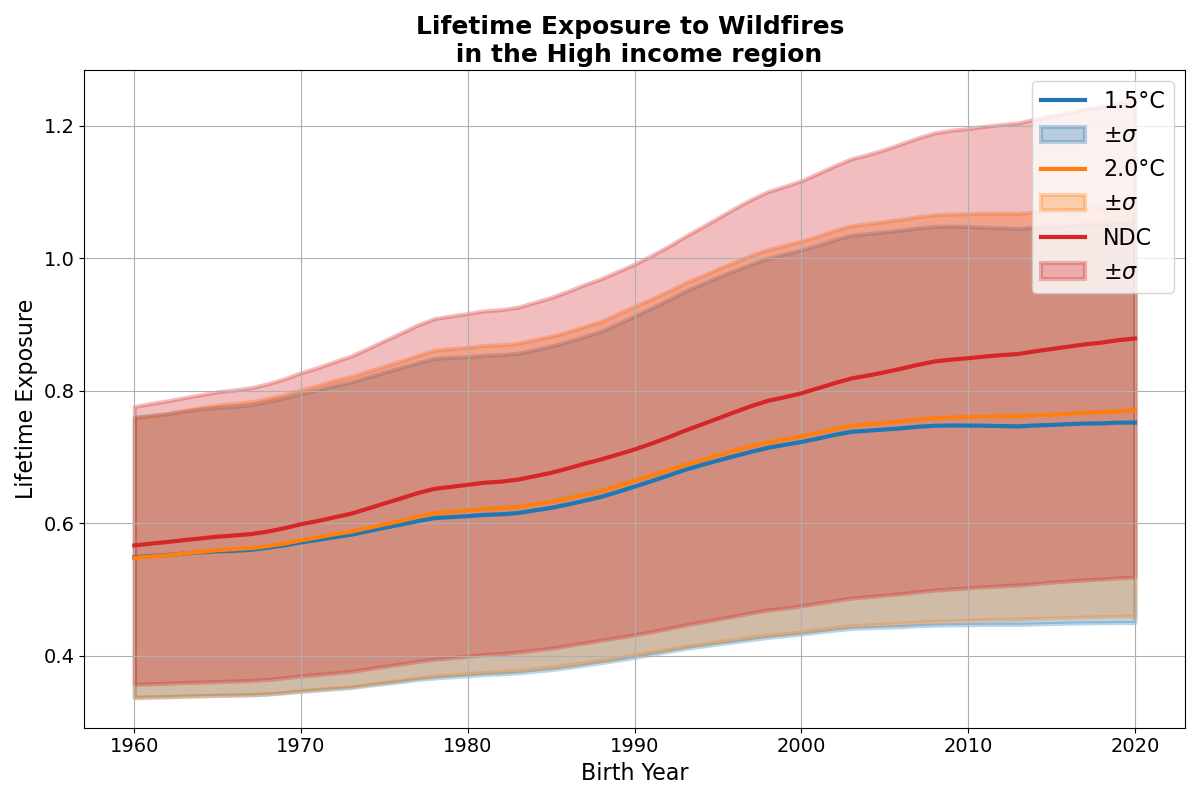 Lifetime Exposure to Wildfires
in the High income region
1.5°C
±σ
2.0°C
±σ
NDC
±σ
Lifetime Exposure
1.2
1.0
0.8
0.6
0.4
1960 1970 1980 1990 2000 2010 2020
Birth Year